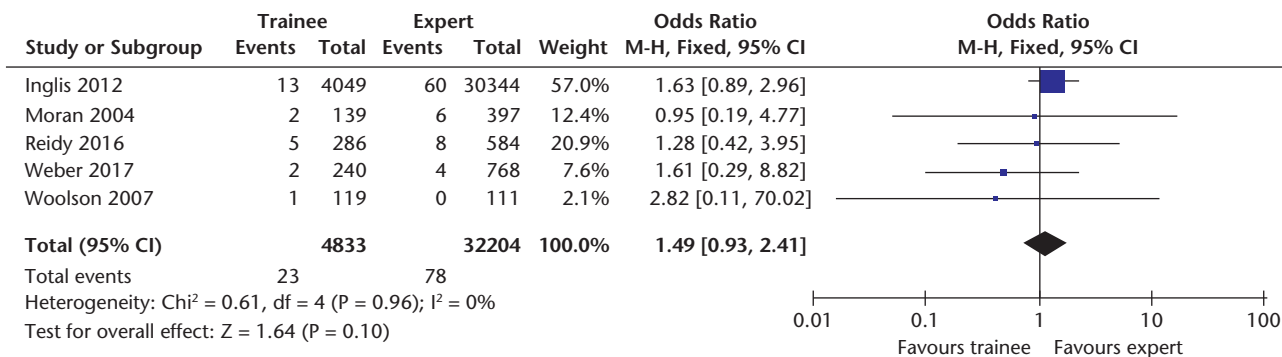 Trainee Expert Odds Ratio Odds Ratio
Study or Subgroup Events Total Events Total Weight M-H, Fixed, 95% CI M-H, Fixed, 95% CI
Inglis 2012 13 4049 60 30344 57.0% 1.63 [0.89, 2.96]
Moran 2004 2 139 6 397 12.4% 0.95 [0.19, 4.77]
Reidy 2016 5 286 8 584 20.9% 1.28 [0.42, 3.95]
Weber 2017 2 240 4 768 7.6% 1.61 [0.29, 8.82]
Woolson 2007 1 119 0 111 2.1% 2.82 [0.11, 70.02]
Total (95% CI) 4833 32204 100.0% 1.49 [0.93, 2.41]
Total events 23 78
Heterogeneity: Chi² = 0.61, df = 4 (P = 0.96); I² = 0%
Test for overall effect: Z = 1.64 (P = 0.10)
0.01 0.1 1 10 100
Favours trainee Favours expert